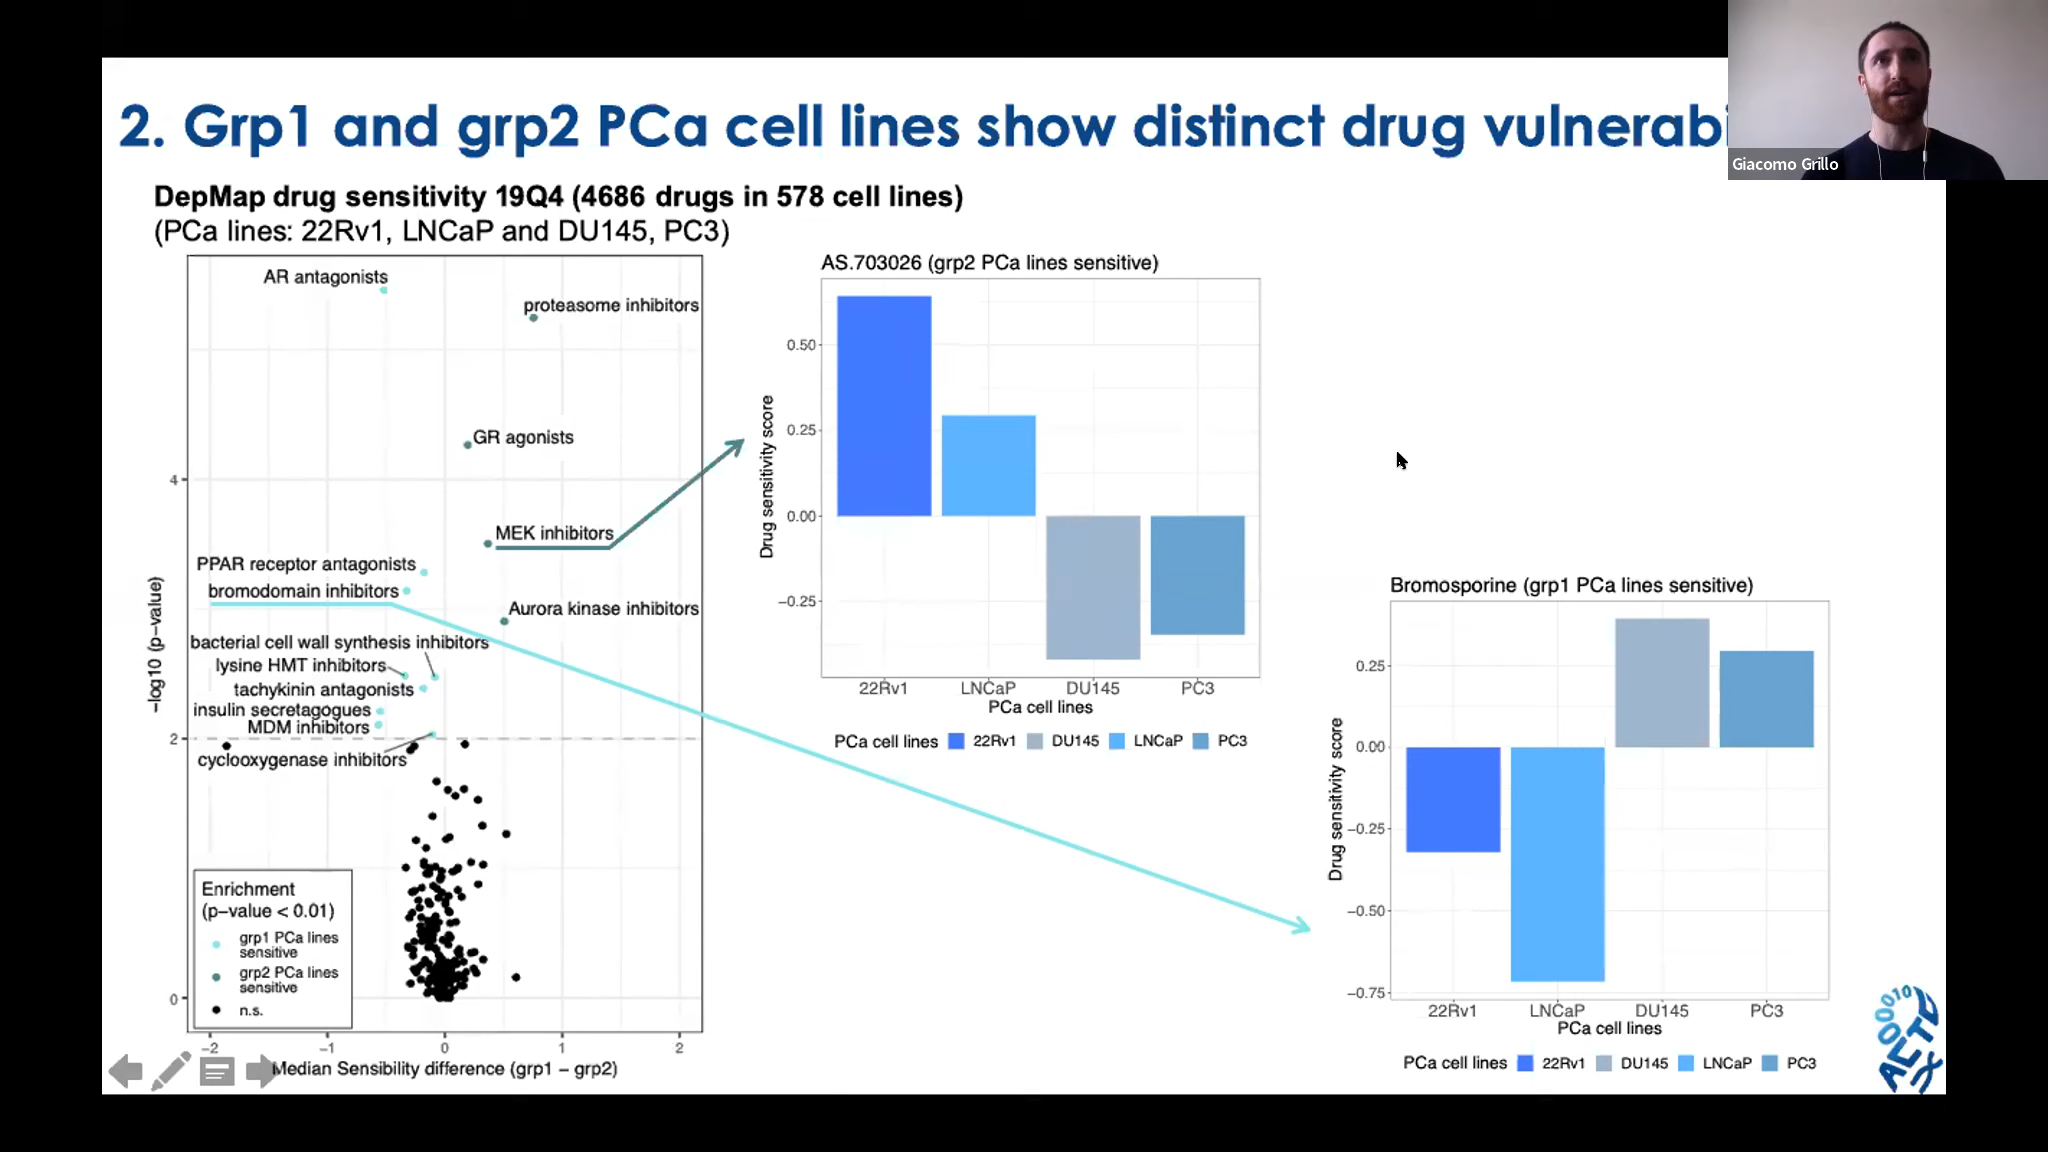 2. Grp1 and grp2 PCa cell lines show distinct drug vulnerabi
Giacomo Grillo
DepMap drug sensitivity 19Q4 (4686 drugs in 578 cell lines)
(PCa lines: 22Rv1, LNCaP and DU145, PC3)
AR antagonists
proteasome inhibitors
GR agonists
MEK inhibitors
PPAR receptor antagonists
bromodomain inhibitors
Aurora kinase inhibitors
bacterial cell wall synthesis inhibitors
lysine HMT inhibitors
tachykinin antagonists
insulin secretagogues
MDM inhibitors
cyclooxygenase inhibitors
−log10 (p−value)
4
2
0
Enrichment
(p−value < 0.01)
grp1 PCa lines
sensitive
grp2 PCa lines
sensitive
n.s.
−2
−1
0
1
2
Median Sensibility difference (grp1 − grp2)
AS.703026 (grp2 PCa lines sensitive)
Drug sensitivity score
0.50
0.25
0.00
−0.25
22Rv1
LNCaP
DU145
PC3
PCa cell lines
PCa cell lines 22Rv1 DU145 LNCaP PC3
Bromosporine (grp1 PCa lines sensitive)
Drug sensitivity score
0.25
0.00
−0.25
−0.50
−0.75
22Rv1
LNCaP
DU145
PC3
PCa cell lines
PCa cell lines 22Rv1 DU145 LNCaP PC3